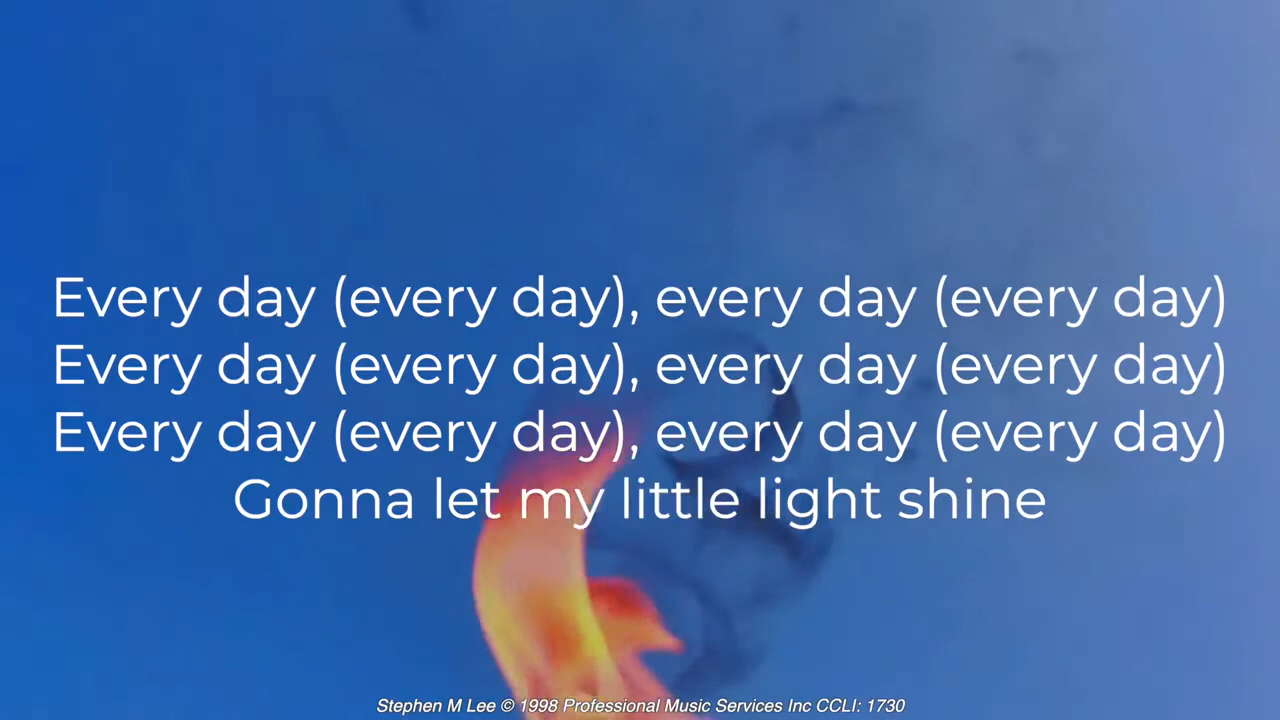 Every day (every day), every day (every day)
Every day (every day), every day (every day)
Every day (every day), every day (every day)
Gonna let my little light shine
Stephen M Lee © 1998 Professional Music Services Inc CCLI: 1730